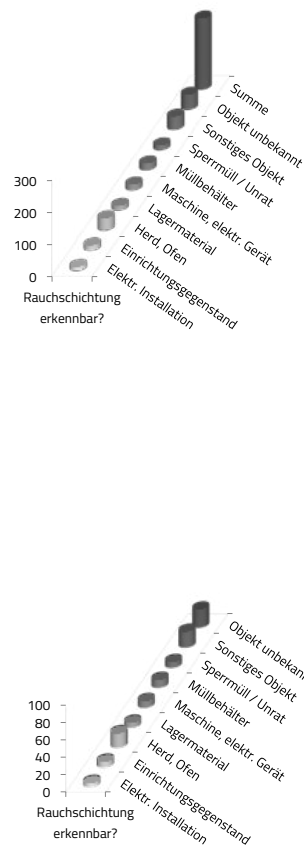 Summe
Objekt unbekannt
Sonstiges Objekt
Sperrmüll / Unrat
Müllbehälter
Maschine, elektr. Gerät
Lagermaterial
Herd, Ofen
Einrichtungsgegenstand
Elektr. Installation
300
200
100
0
Rauchschichtung
erkennbar?
Objekt unbekann
Sonstiges Objekt
Sperrmüll / Unrat
Müllbehälter
Maschine, elektr. Gerät
Lagermaterial
Herd, Ofen
Einrichtungsgegenstand
Elektr. Installation
100
80
60
40
20
0
Rauchschichtung
erkennbar?